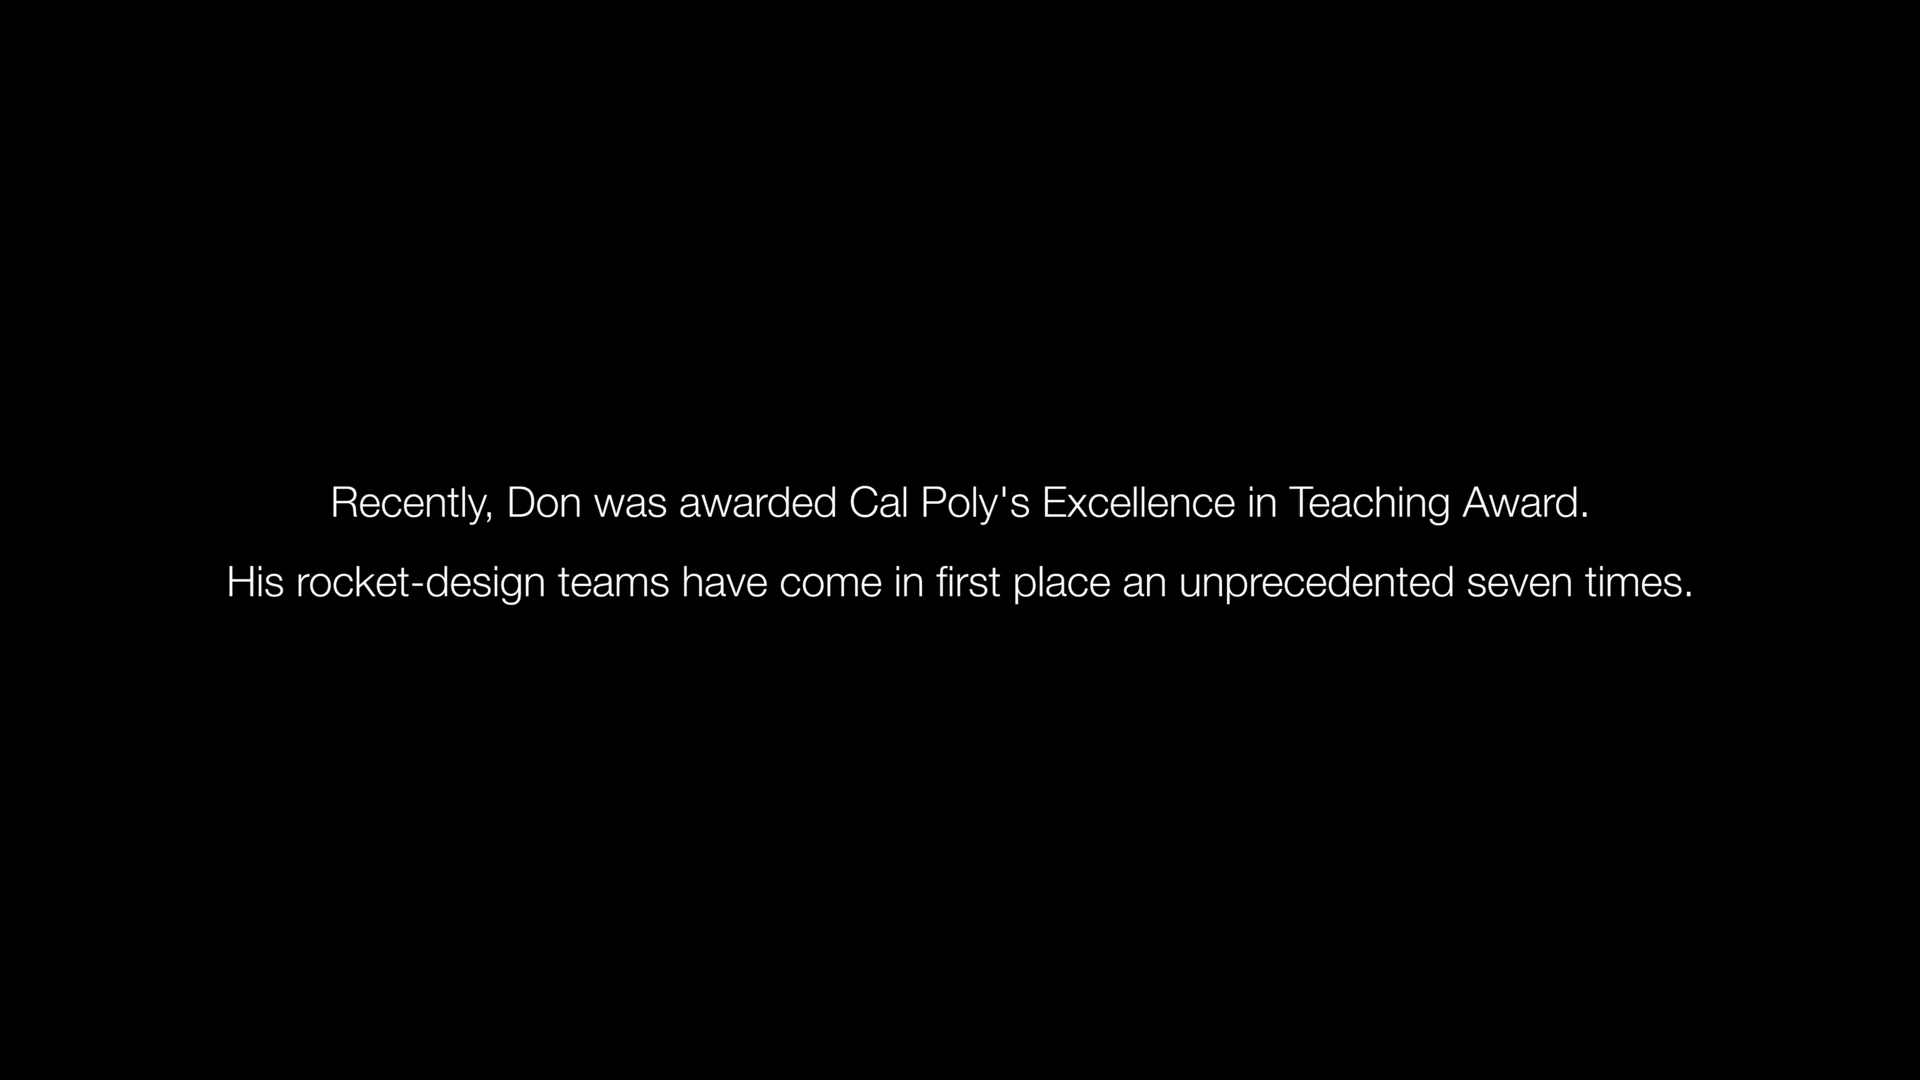 Recently, Don was awarded Cal Poly's Excellence in Teaching Award.
His rocket-design teams have come in first place an unprecedented seven times.